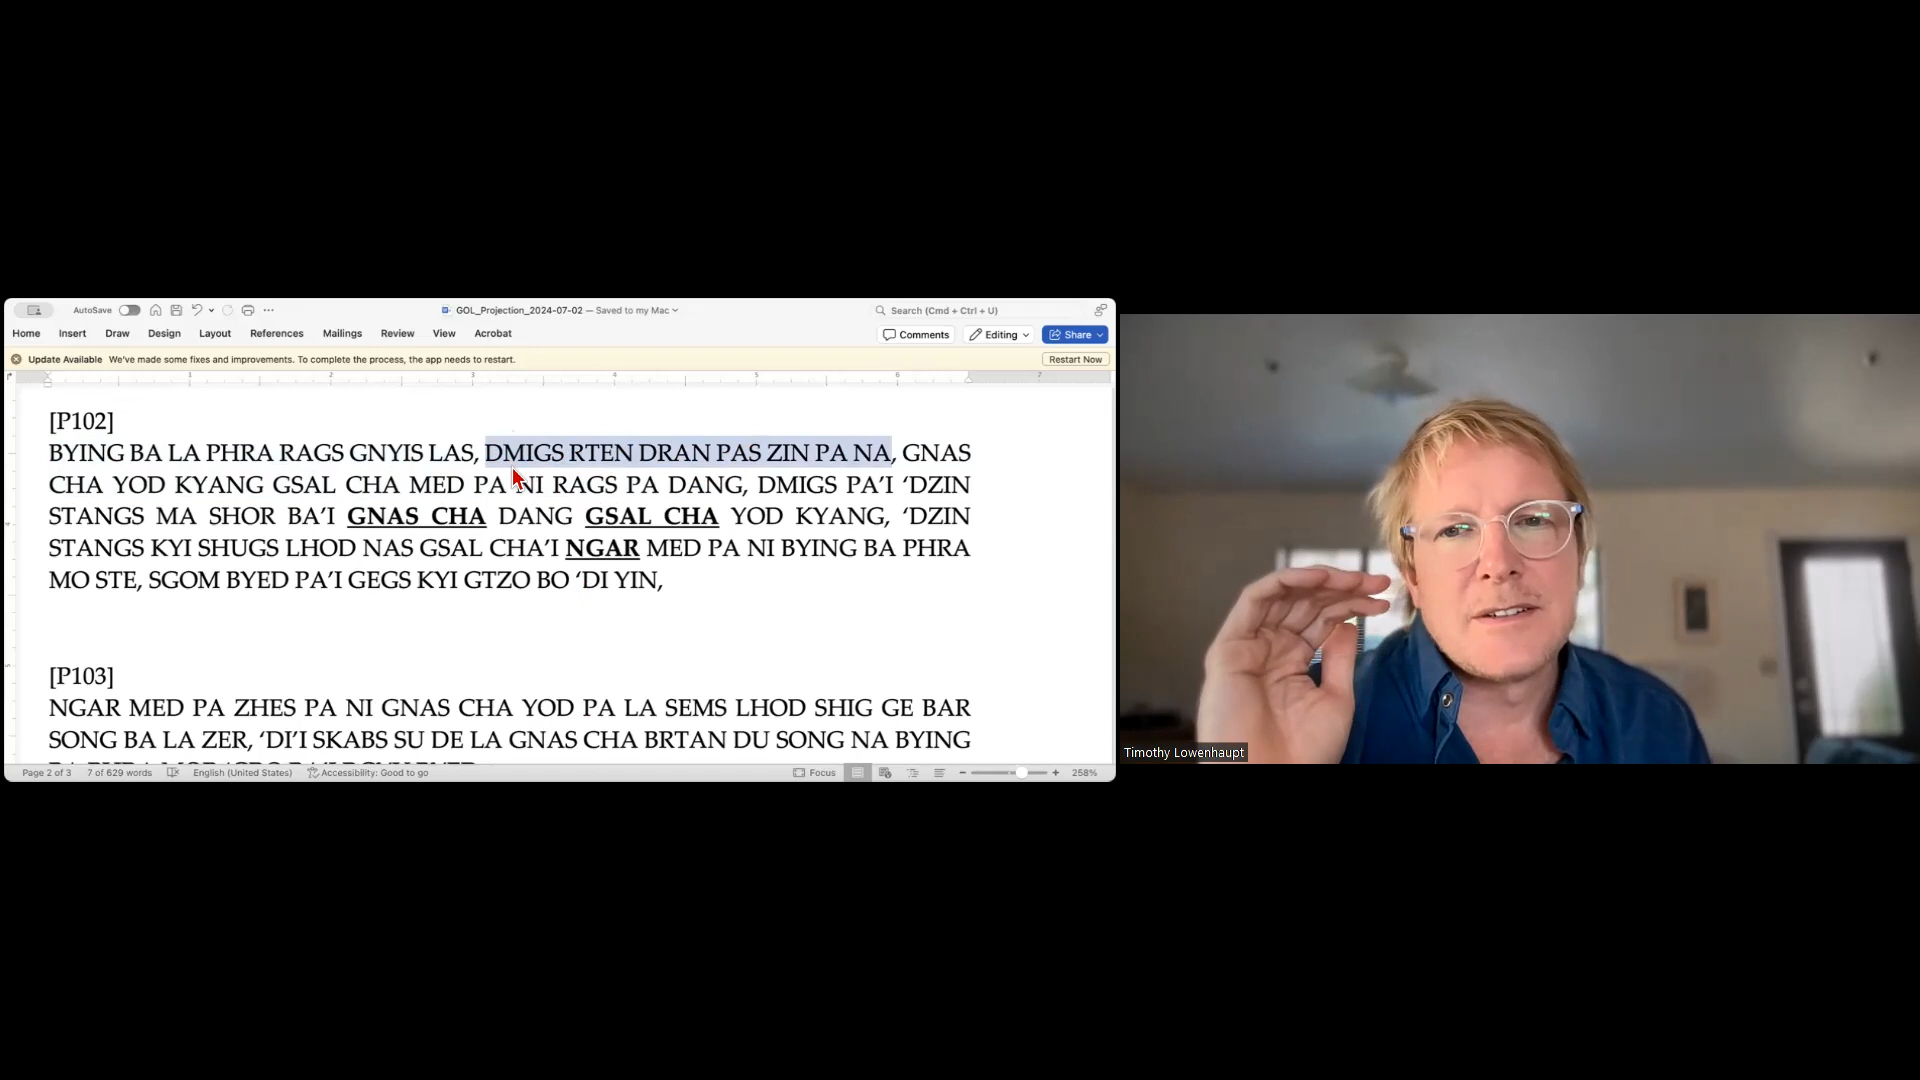 AutoSave
GOL_Projection_2024-07-02 — Saved to my Mac
Search (Cmd + Ctrl + U)
Home Insert Draw Design Layout References Mailings Review View Acrobat Comments Editing Share
Update Available We've made some fixes and improvements. To complete the process, the app needs to restart. Restart Now
1 2 3 4 5 6 7
[P102]
BYING BA LA PHRA RAGS GNYIS LAS, DMIGS RTEN DRAN PAS ZIN PA NA, GNAS
CHA YOD KYANG GSAL CHA MED PA NI RAGS PA DANG, DMIGS PA’I ‘DZIN
STANGS MA SHOR BA’I GNAS CHA DANG GSAL CHA YOD KYANG, ‘DZIN
STANGS KYI SHUGS LHOD NAS GSAL CHA’I NGAR MED PA NI BYING BA PHRA
MO STE, SGOM BYED PA’I GEGS KYI GTZO BO ‘DI YIN,
[P103]
NGAR MED PA ZHES PA NI GNAS CHA YOD PA LA SEMS LHOD SHIG GE BAR
SONG BA LA ZER, ‘DI’I SKABS SU DE LA GNAS CHA BRTAN DU SONG NA BYING
Page 2 of 3 7 of 629 words English (United States) Accessibility: Good to go Focus 258%
Timothy Lowenhaupt